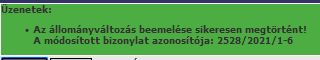 Üzenetek:
Az állományváltozás beemelése sikeresen megtörtént!
A módosított bizonylat azonosítója: 2528/2021/1-6